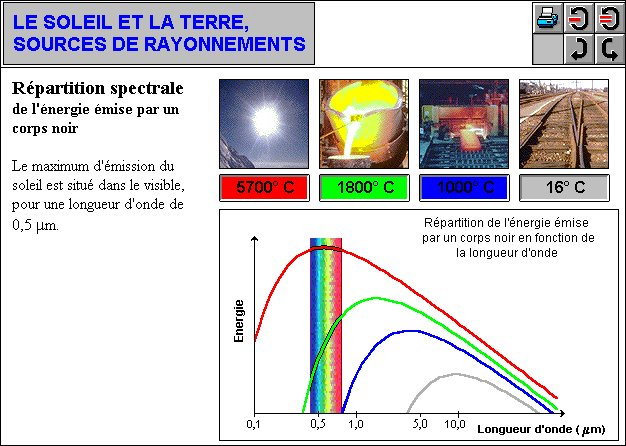 LE SOLEIL ET LA TERRE,
SOURCES DE RAYONNEMENTS
Répartition spectrale
de l'énergie émise par un
corps noir
Le maximum d'émission du
soleil est situé dans le visible,
pour une longueur d'onde de
0,5 µm.
5700° C 1800° C 1000° C 16° C
Répartition de l'énergie émise
par un corps noir en fonction de
la longueur d'onde
Energie
0,1 0,5 1,0 5,0 10,0
Longueur d'onde ( µm)